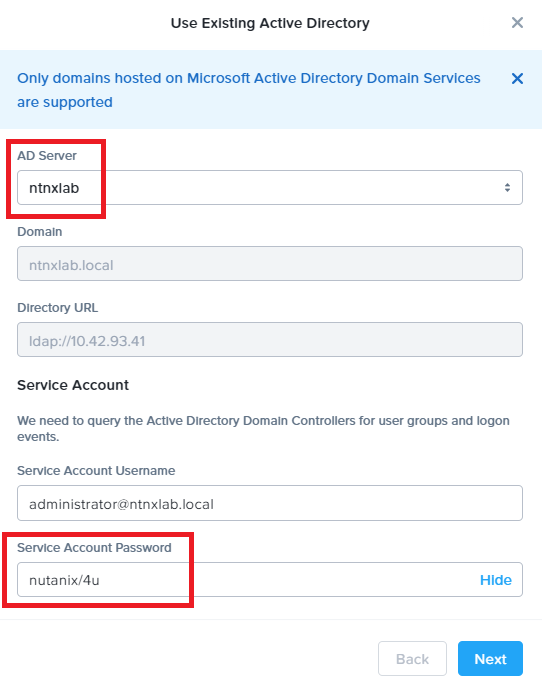 Use Existing Active Directory
Only domains hosted on Microsoft Active Directory Domain Services
are supported
AD Server
ntnxlab
Domain
ntnxlab.local
Directory URL
ldap://10.42.93.41
Service Account
We need to query the Active Directory Domain Controllers for user groups and logon
events.
Service Account Username
administrator@ntnxlab.local
Service Account Password
nutanix/4u Hide
Back Next